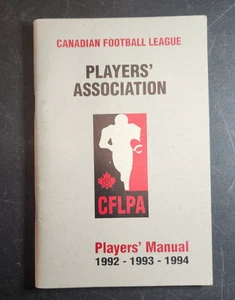 CANADIAN FOOTBALL LEAGUE
PLAYERS'
ASSOCIATION
CFLPA
Players' Manual
1992 - 1993 - 1994